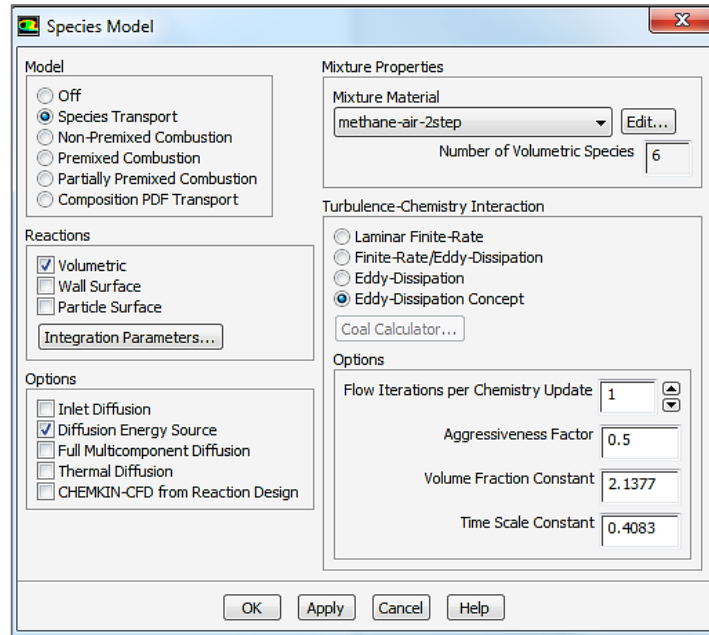 Species Model
Model
Off
Species Transport
Non-Premixed Combustion
Premixed Combustion
Partially Premixed Combustion
Composition PDF Transport
Reactions
Volumetric
Wall Surface
Particle Surface
Integration Parameters...
Options
Inlet Diffusion
Diffusion Energy Source
Full Multicomponent Diffusion
Thermal Diffusion
CHEMKIN-CFD from Reaction Design
Mixture Properties
Mixture Material
methane-air-2step Edit...
Number of Volumetric Species 6
Turbulence-Chemistry Interaction
Laminar Finite-Rate
Finite-Rate/Eddy-Dissipation
Eddy-Dissipation
Eddy-Dissipation Concept
Coal Calculator...
Options
Flow Iterations per Chemistry Update 1
Aggressiveness Factor 0.5
Volume Fraction Constant 2.1377
Time Scale Constant 0.4083
OK Apply Cancel Help